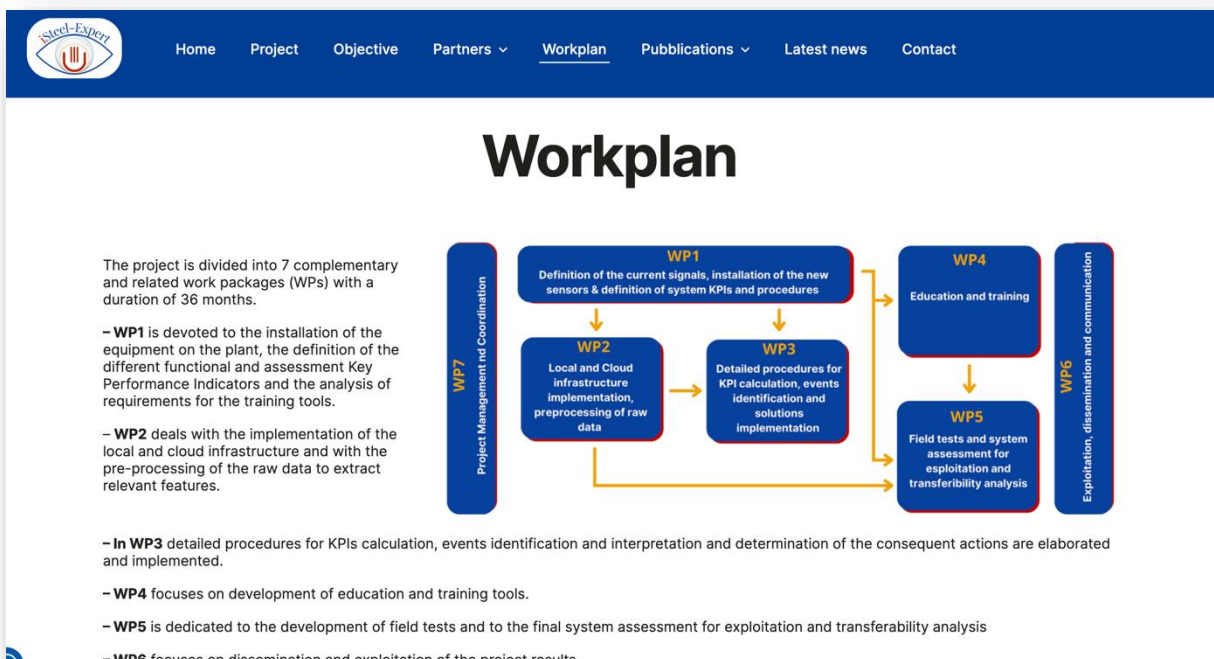 iSteel-Expert
Home Project Objective Partners Workplan Pubblications Latest news Contact
Workplan
The project is divided into 7 complementary
and related work packages (WPs) with a
duration of 36 months.
– WP1 is devoted to the installation of the
equipment on the plant, the definition of the
different functional and assessment Key
Performance Indicators and the analysis of
requirements for the training tools.
– WP2 deals with the implementation of the
local and cloud infrastructure and with the
pre-processing of the raw data to extract
relevant features.
WP7
Project Management nd Coordination
WP1
Definition of the current signals, installation of the new
sensors & definition of system KPIs and procedures
WP2
Local and Cloud
infrastructure
implementation,
preprocessing of raw
data
WP3
Detailed procedures for
KPI calculation, events
identification and
solutions
implementation
WP4
Education and training
WP5
Field tests and system
assessment for
esploitation and
transferibility analysis
WP6
Exploitation, dissemination and communication
– In WP3 detailed procedures for KPIs calculation, events identification and interpretation and determination of the consequent actions are elaborated
and implemented.
– WP4 focuses on development of education and training tools.
– WP5 is dedicated to the development of field tests and to the final system assessment for exploitation and transferability analysis
– WP6 focuses on dissemination and exploitation of the project results